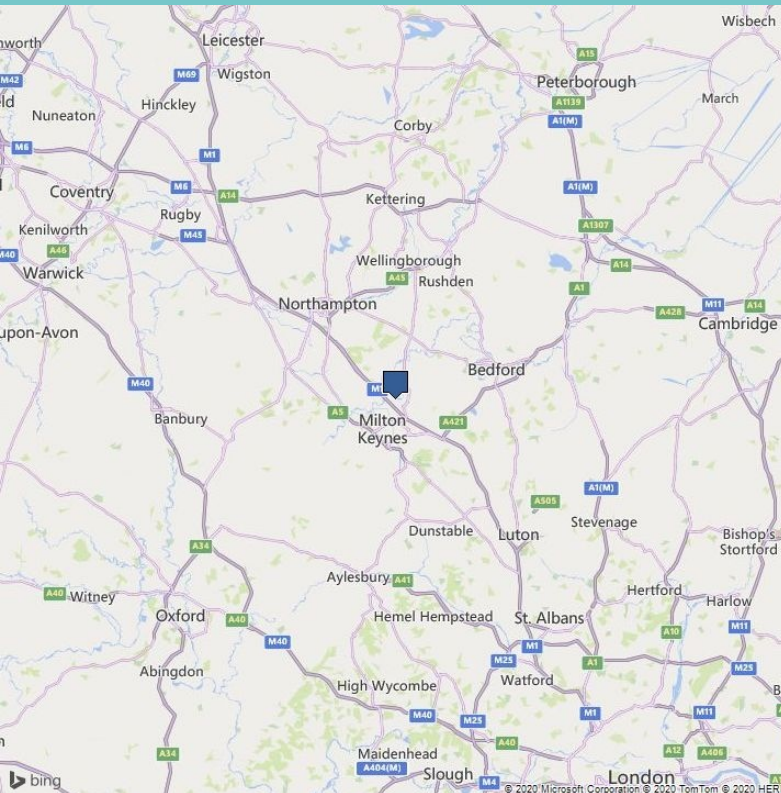 Wisbech
Leicester
nworth
A15
M69
Wigston
M42
Peterborough
ld
Hinckley
A1139
March
Nuneaton
A1(M)
Corby
M6
M1
Coventry
M6
A14
A1(M)
Kettering
Rugby
Kenilworth
M45
A1307
M40
A46
Wellingborough
A14
Warwick
A45
Rushden
A1
Northampton
M11
A14
A428
Cambridge
upon-Avon
Bedford
M40
A5
Milton
Keynes
A421
Banbury
A1(M)
A505
Stevenage
Dunstable
Luton
Bishop's
Stortford
A34
Aylesbury
A41
A40
Witney
Hertford
Harlow
Oxford
A40
Hemel Hempstead
St. Albans
M11
A10
M40
M1
M25
A1
M25
Abingdon
Watford
High Wycombe
M40
M25
M1
M11
A40
A34
A12
A406
Maidenhead
A404(M)
Slough
M4
London
bing
© 2020 Microsoft Corporation © 2020 TomTom © 2020 HER